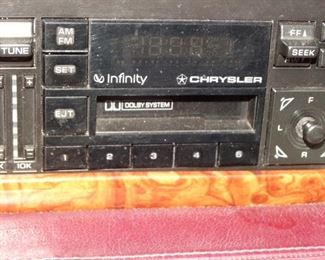 AM
FM
TUNE
SEEK
SET
Infinity
CHRYSLER
EJT
DOLBY SYSTEM
F
L
R
1 2 3 4 5
10K